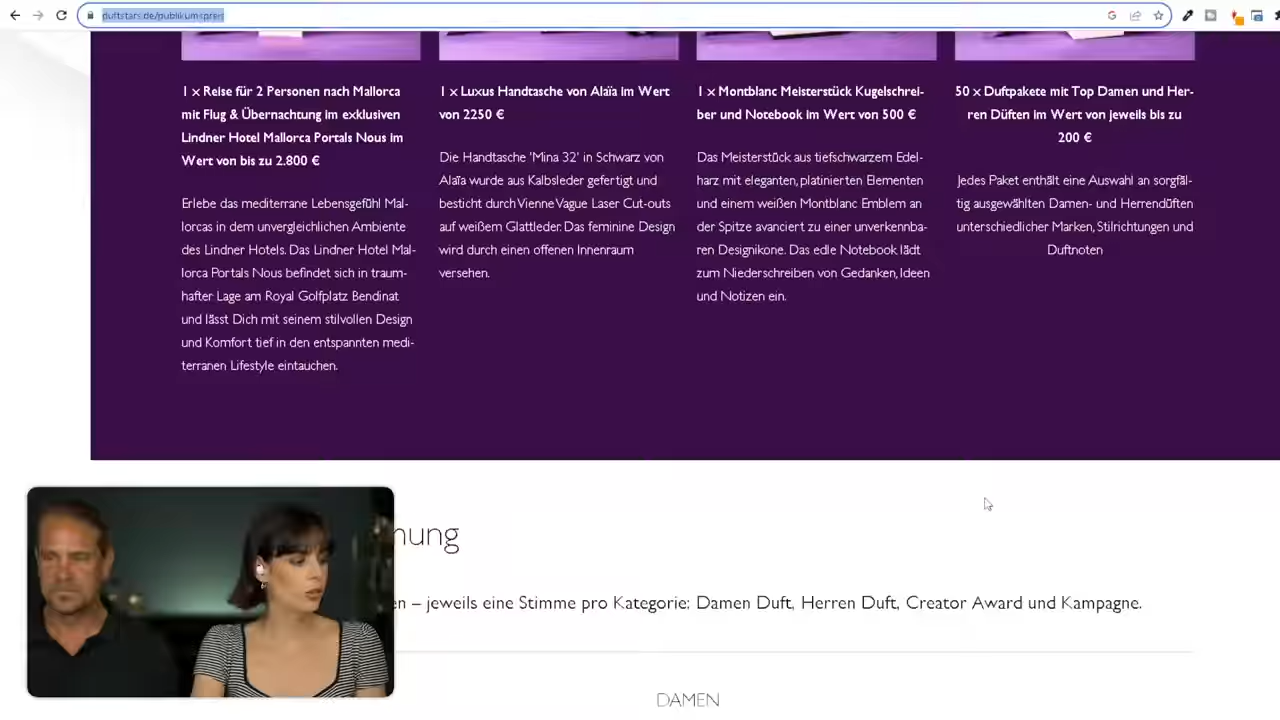 duftstars.de/publikumspreis
1 x Reise für 2 Personen nach Mallorca
mit Flug & Übernachtung im exklusiven
Lindner Hotel Mallorca Portals Nous im
Wert von bis zu 2.800 €
Erlebe das mediterrane Lebensgefühl Mal-
lorcas in dem unvergleichlichen Ambiente
des Lindner Hotels. Das Lindner Hotel Mal-
lorca Portals Nous befindet sich in traum-
hafter Lage am Royal Golfplatz Bendinat
und lässt Dich mit seinem stilvollen Design
und Komfort tief in den entspannten medi-
terranen Lifestyle eintauchen.
1 x Luxus Handtasche von Alaïa im Wert
von 2250 €
Die Handtasche 'Mina 32' in Schwarz von
Alaïa wurde aus Kalbsleder gefertigt und
besticht durch Vienne Vague Laser Cut-outs
auf weißem Glattleder. Das feminine Design
wird durch einen offenen Innenraum
versehen.
1 x Montblanc Meisterstück Kugelschrei-
ber und Notebook im Wert von 500 €
Das Meisterstück aus tiefschwarzem Edel-
harz mit eleganten, platinierten Elementen
und einem weißen Montblanc Emblem an
der Spitze avanciert zu einer unverkennba-
ren Designikone. Das edle Notebook lädt
zum Niederschreiben von Gedanken, Ideen
und Notizen ein.
50 x Duftpakete mit Top Damen und Her-
ren Düften im Wert von jeweils bis zu
200 €
Jedes Paket enthält eine Auswahl an sorgfäl-
tig ausgewählten Damen- und Herrendüften
unterschiedlicher Marken, Stilrichtungen und
Duftnoten
nung
en – jeweils eine Stimme pro Kategorie: Damen Duft, Herren Duft, Creator Award und Kampagne.
DAMEN